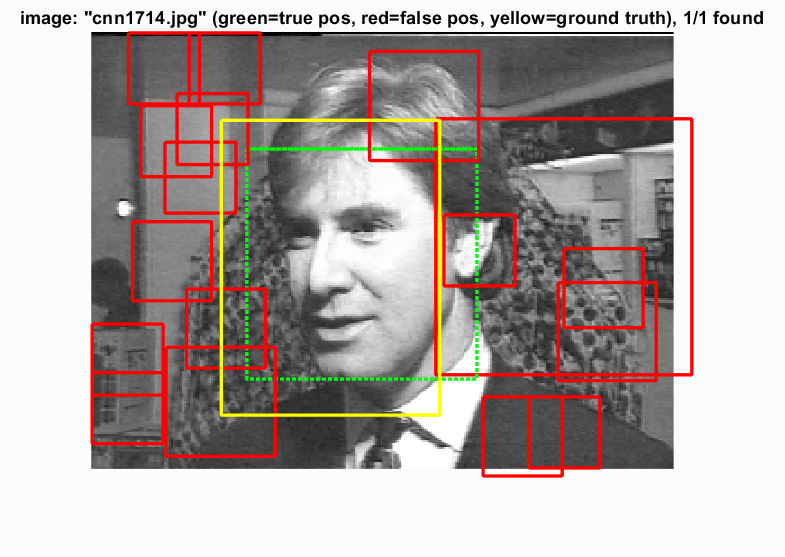 image: "cnn1714.jpg" (green=true pos, red=false pos, yellow=ground truth), 1/1 found